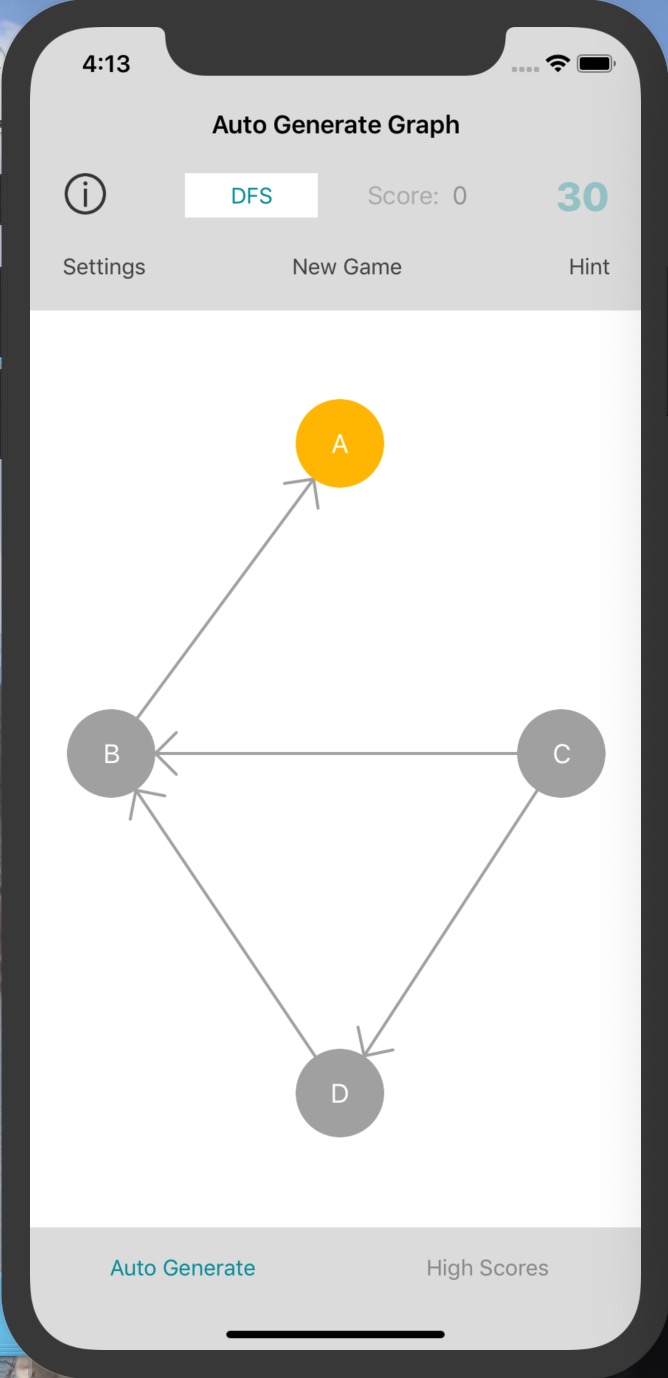 4:13
Auto Generate Graph
i
DFS Score: 0 30
Settings New Game Hint
A
B
C
D
Auto Generate High Scores